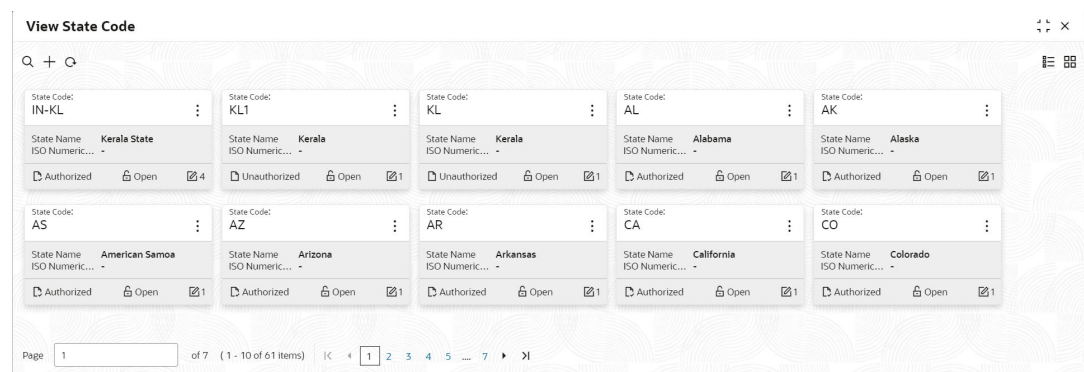 View State Code
State Code:
IN-KL
State Name Kerala State
ISO Numeric... -
Authorized Open 4
State Code:
KL1
State Name Kerala
ISO Numeric... -
Unauthorized Open 1
State Code:
KL
State Name Kerala
ISO Numeric... -
Unauthorized Open 1
State Code:
AL
State Name Alabama
ISO Numeric... -
Authorized Open 1
State Code:
AK
State Name Alaska
ISO Numeric... -
Authorized Open 1
State Code:
AS
State Name American Samoa
ISO Numeric... -
Authorized Open 1
State Code:
AZ
State Name Arizona
ISO Numeric... -
Authorized Open 1
State Code:
AR
State Name Arkansas
ISO Numeric... -
Authorized Open 1
State Code:
CA
State Name California
ISO Numeric... -
Authorized Open 1
State Code:
CO
State Name Colorado
ISO Numeric... -
Authorized Open 1
Page 1 of 7 ( 1 - 10 of 61 items) 1 2 3 4 5 .... 7